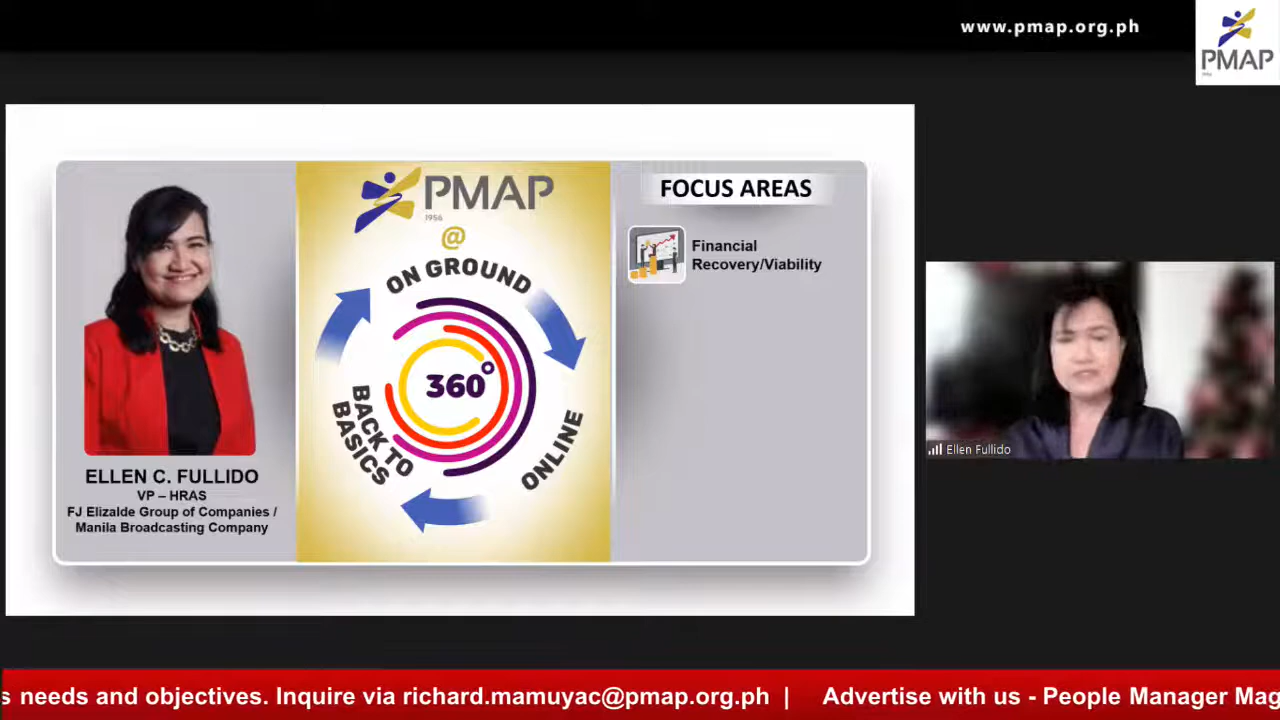 www.pmap.org.ph
PMAP
PMAP
1956
@
ON GROUND
ONLINE
BACK TO
BASICS
360°
FOCUS AREAS
Financial
Recovery/Viability
ELLEN C. FULLIDO
VP – HRAS
FJ Elizalde Group of Companies /
Manila Broadcasting Company
Ellen Fullido
s needs and objectives. Inquire via richard.mamuyac@pmap.org.ph | Advertise with us - People Manager Mag